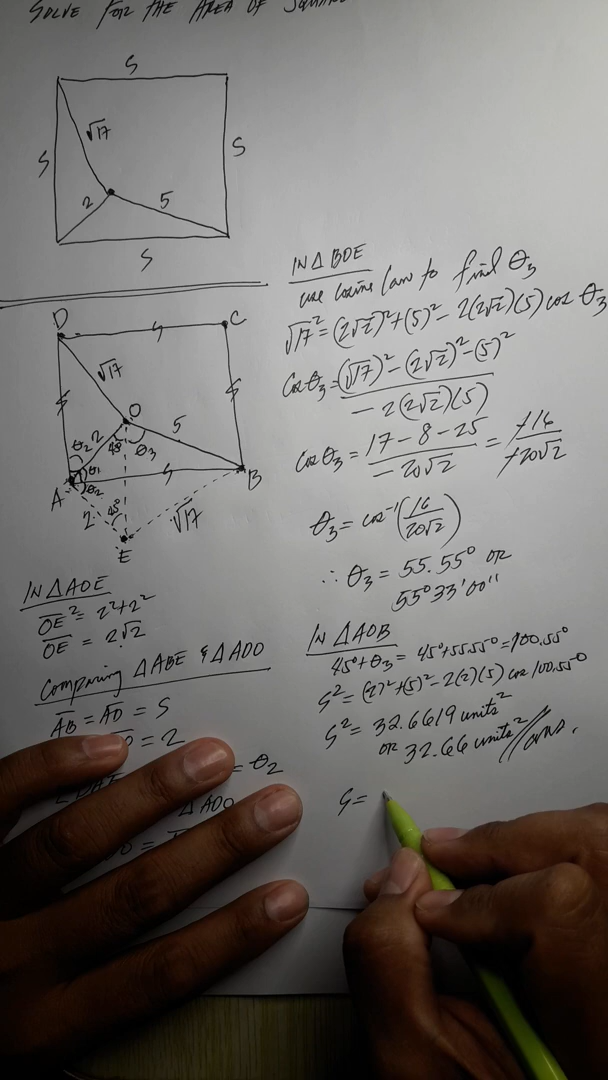 SOLVE FOR THE AREA OF SQUARE
S
√17
S
S
2
5
S
D
C
S
√17
S
S
O
5
θ₂
2
45°
θ₃
θ₁
S
A
θ₂
B
2
45°
√17
E
IN △ AOE
OE² = 2²+2²
OE = 2√2
Comparing △ABE & △ADO
AB = AD = S
= 2
= θ₂
△ ADO
IN △ BOE
use cosine law to find θ₃
√17² = (2√2)²+(5)² - 2(2√2)(5) cos θ₃
cos θ₃ = (√17)² - (2√2)² - (5)² / -2(2√2)(5)
cos θ₃ = 17 - 8 - 25 / -20√2 = -16 / -20√2
θ₃ = cos⁻¹(16/20√2)
∴ θ₃ = 55.55° or
55°33'00"
IN △ AOB
45°+θ₃ = 45°+55.55° = 100.55°
S² = (2)²+(5)² - 2(2)(5) cos 100.55°
S² = 32.6619 units²
or 32.66 units² // ans.
S =